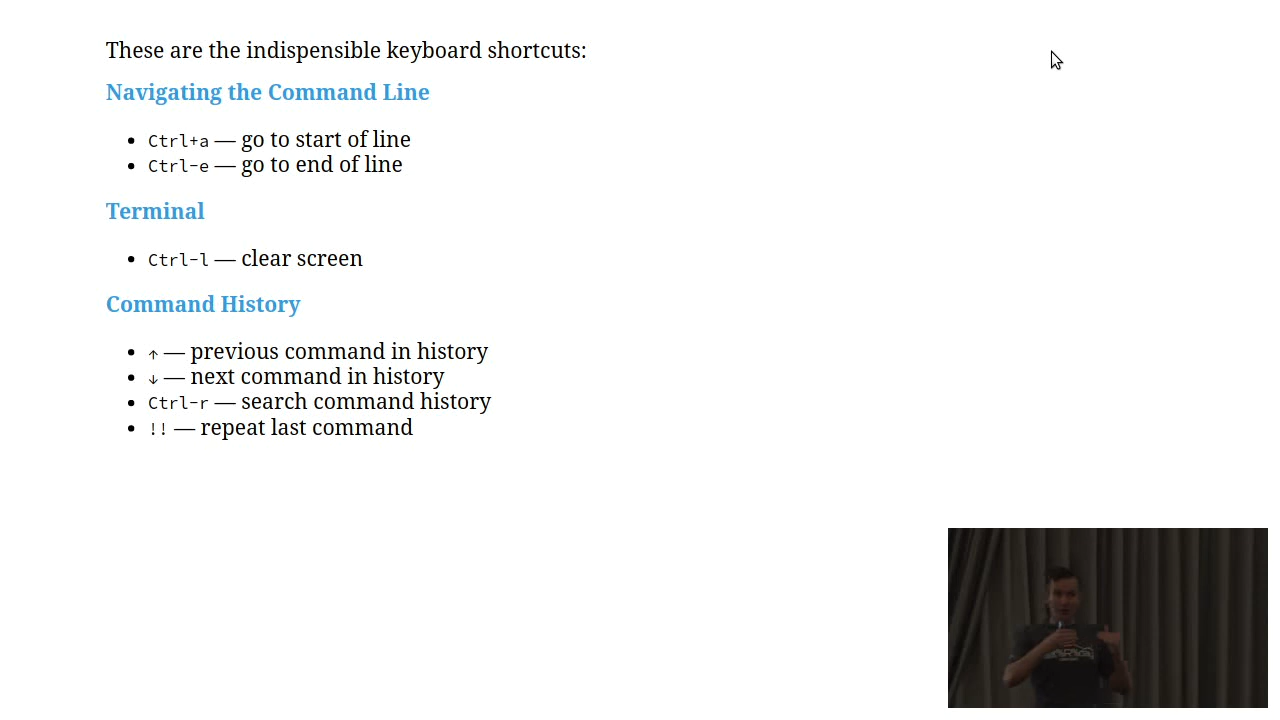 These are the indispensible keyboard shortcuts:
Navigating the Command Line
• Ctrl+a — go to start of line
• Ctrl-e — go to end of line
Terminal
• Ctrl-l — clear screen
Command History
• ↑ — previous command in history
• ↓ — next command in history
• Ctrl-r — search command history
• !! — repeat last command